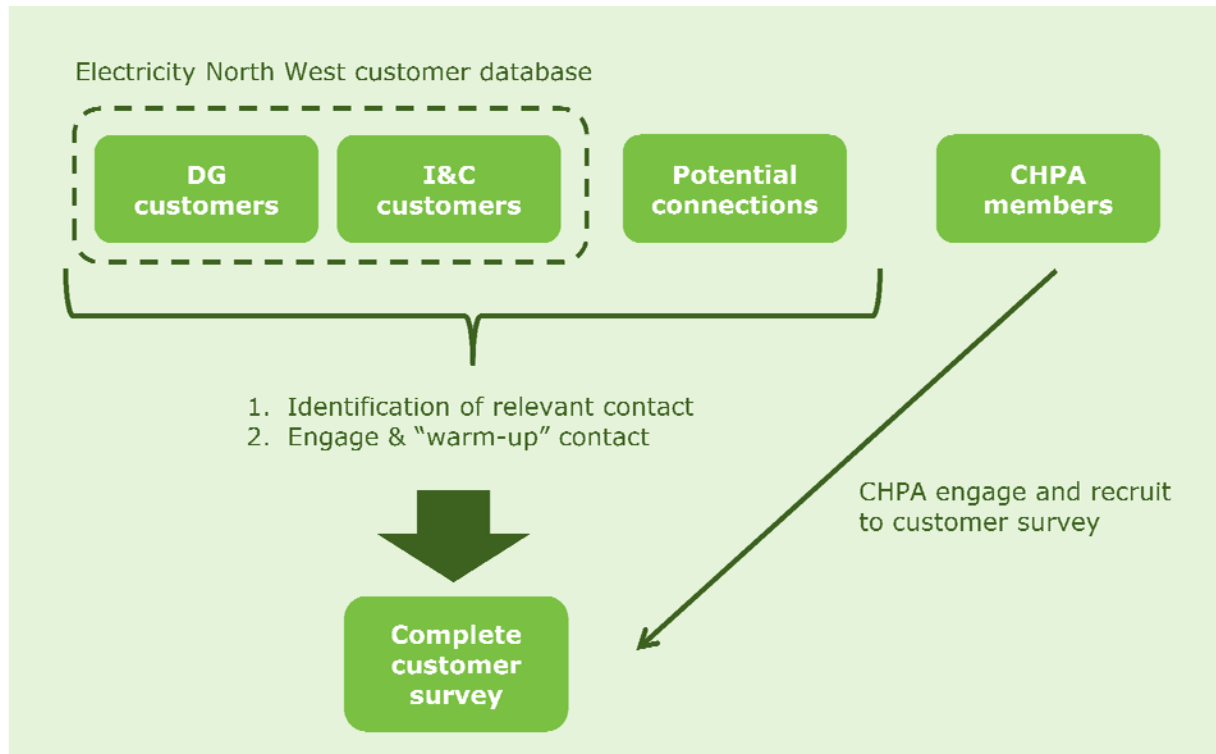 Electricity North West customer database
DG
customers
I&C
customers
Potential
connections
CHPA
members
1. Identification of relevant contact
2. Engage & “warm-up” contact
CHPA engage and recruit
to customer survey
Complete
customer
survey